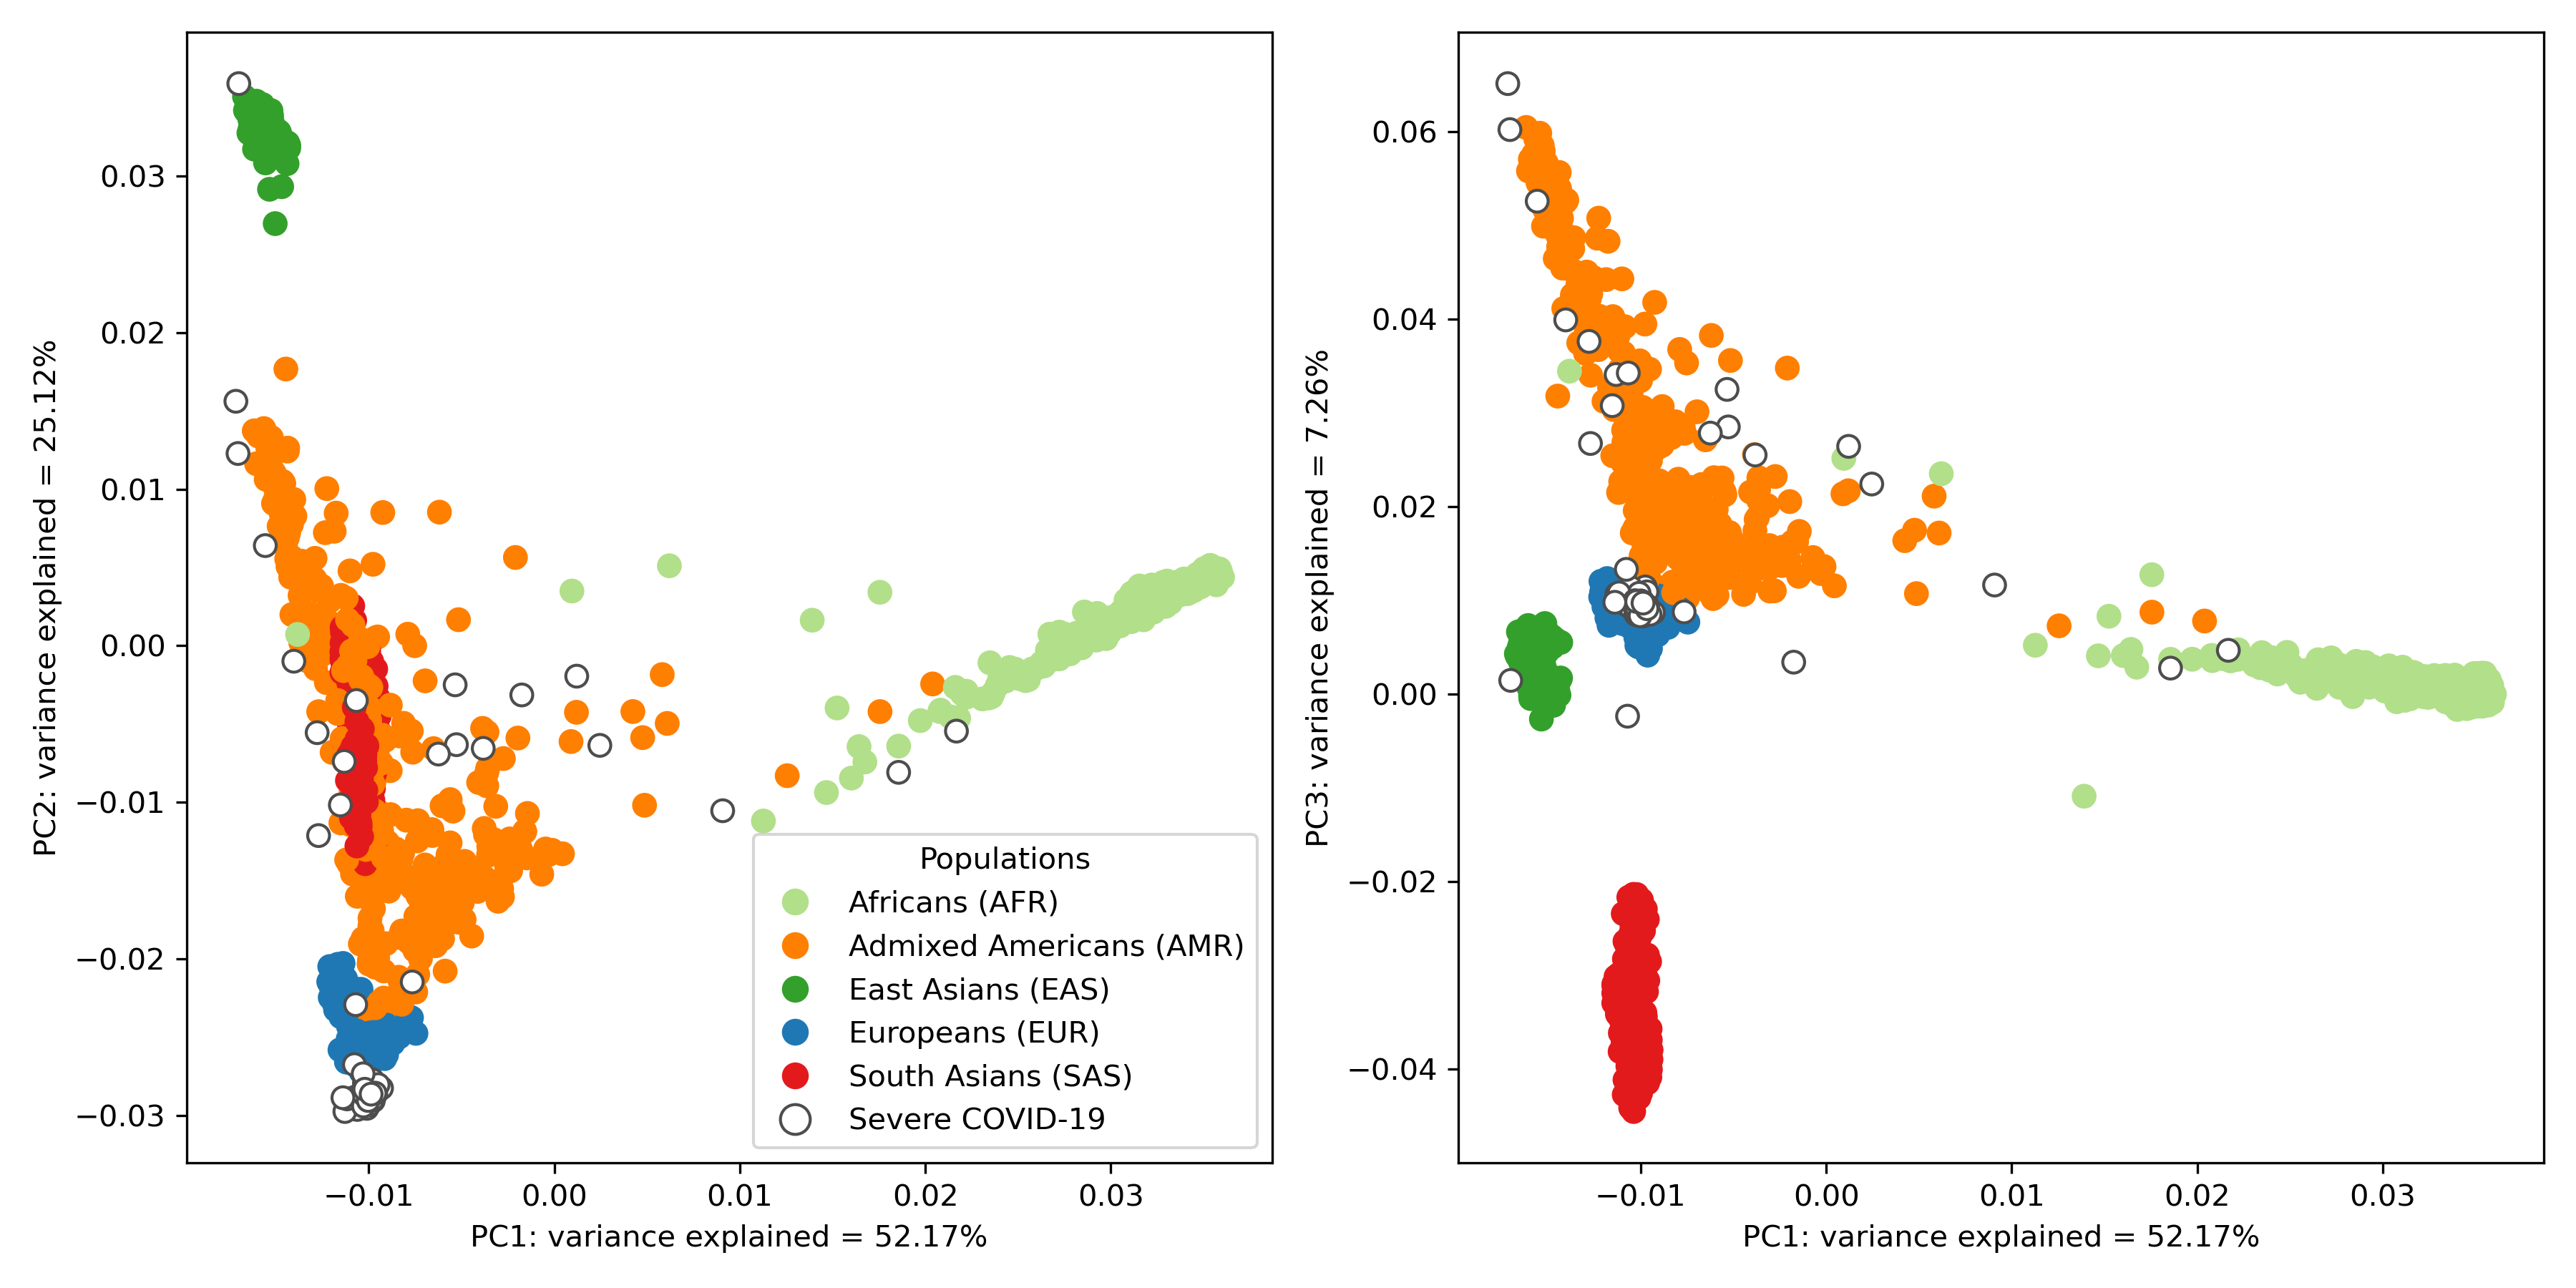 PC2: variance explained = 25.12%
0.03
0.02
0.01
0.00
−0.01
−0.02
−0.03
−0.01
0.00
0.01
0.02
0.03
PC1: variance explained = 52.17%
Populations
Africans (AFR)
Admixed Americans (AMR)
East Asians (EAS)
Europeans (EUR)
South Asians (SAS)
Severe COVID-19
PC3: variance explained = 7.26%
0.06
0.04
0.02
0.00
−0.02
−0.04
−0.01
0.00
0.01
0.02
0.03
PC1: variance explained = 52.17%